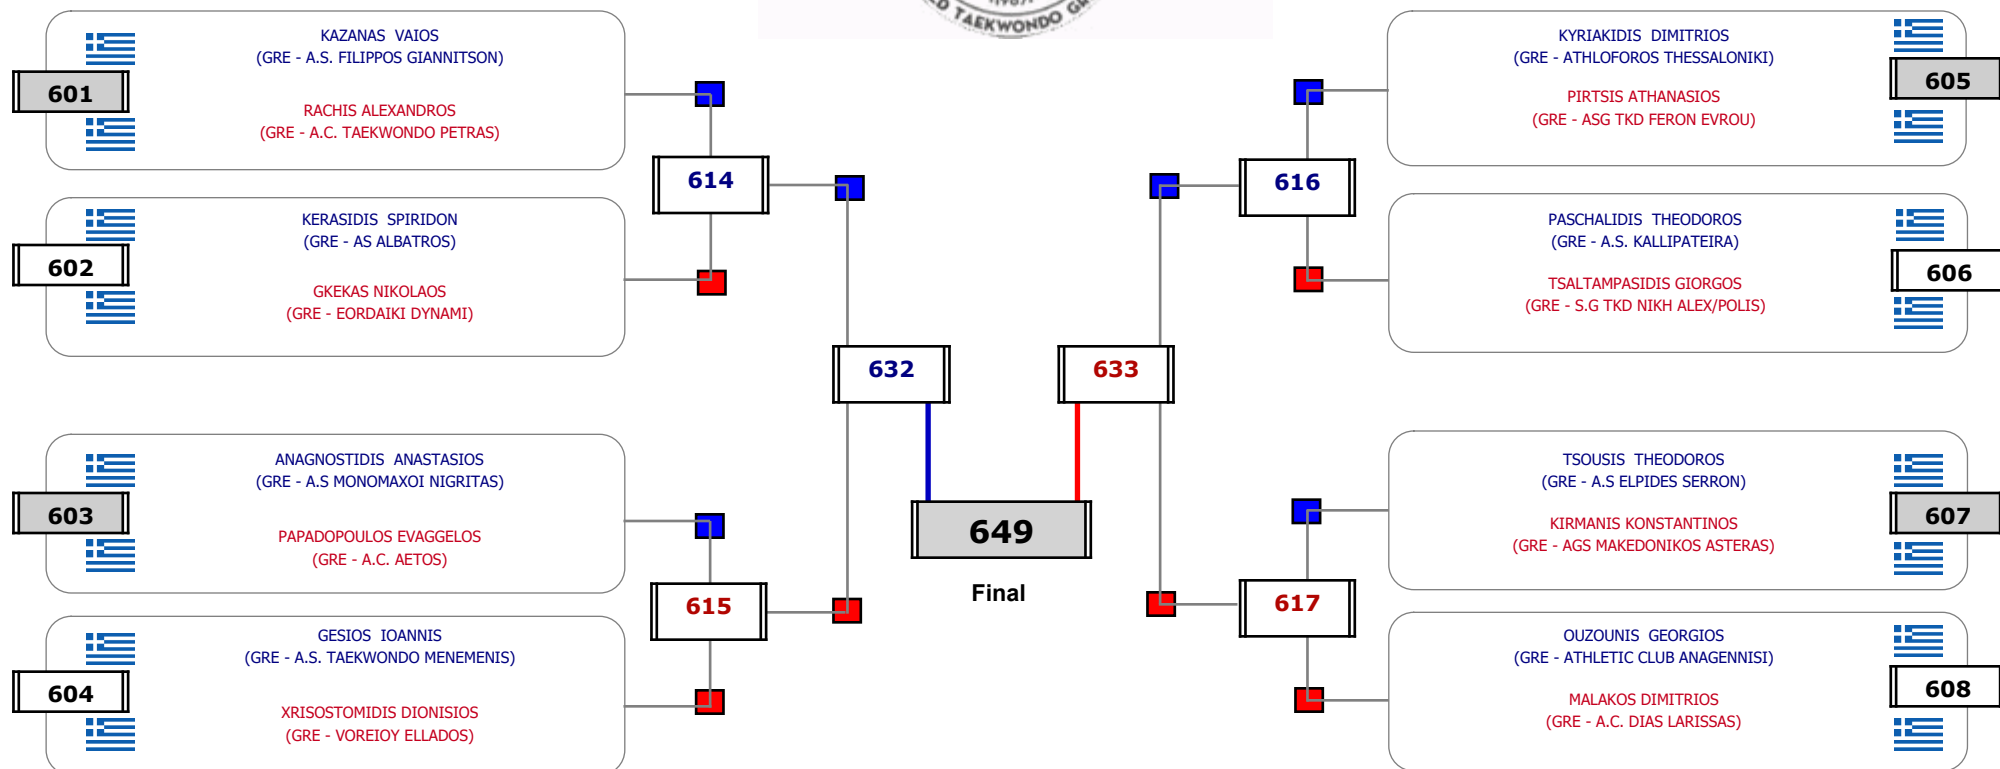 TAEKWONDO
KAZANAS VAIOS
(GRE - A.S. FILIPPOS GIANNITSON)
601
RACHIS ALEXANDROS
(GRE - A.C. TAEKWONDO PETRAS)
614
KERASIDIS SPIRIDON
(GRE - AS ALBATROS)
602
GKEKAS NIKOLAOS
(GRE - EORDAIKI DYNAMI)
632
ANAGNOSTIDIS ANASTASIOS
(GRE - A.S MONOMAXOI NIGRITAS)
603
PAPADOPOULOS EVAGGELOS
(GRE - A.C. AETOS)
615
GESIOS IOANNIS
(GRE - A.S. TAEKWONDO MENEMENIS)
604
XRISOSTOMIDIS DIONISIOS
(GRE - VOREIOY ELLADOS)
649
Final
KYRIAKIDIS DIMITRIOS
(GRE - ATHLOFOROS THESSALONIKI)
605
PIRTSIS ATHANASIOS
(GRE - ASG TKD FERON EVROU)
616
PASCHALIDIS THEODOROS
(GRE - A.S. KALLIPATEIRA)
606
TSALTAMPASIDIS GIORGOS
(GRE - S.G TKD NIKH ALEX/POLIS)
633
TSOUSIS THEODOROS
(GRE - A.S ELPIDES SERRON)
607
KIRMANIS KONSTANTINOS
(GRE - AGS MAKEDONIKOS ASTERAS)
617
OUZOUNIS GEORGIOS
(GRE - ATHLETIC CLUB ANAGENNISI)
608
MALAKOS DIMITRIOS
(GRE - A.C. DIAS LARISSAS)